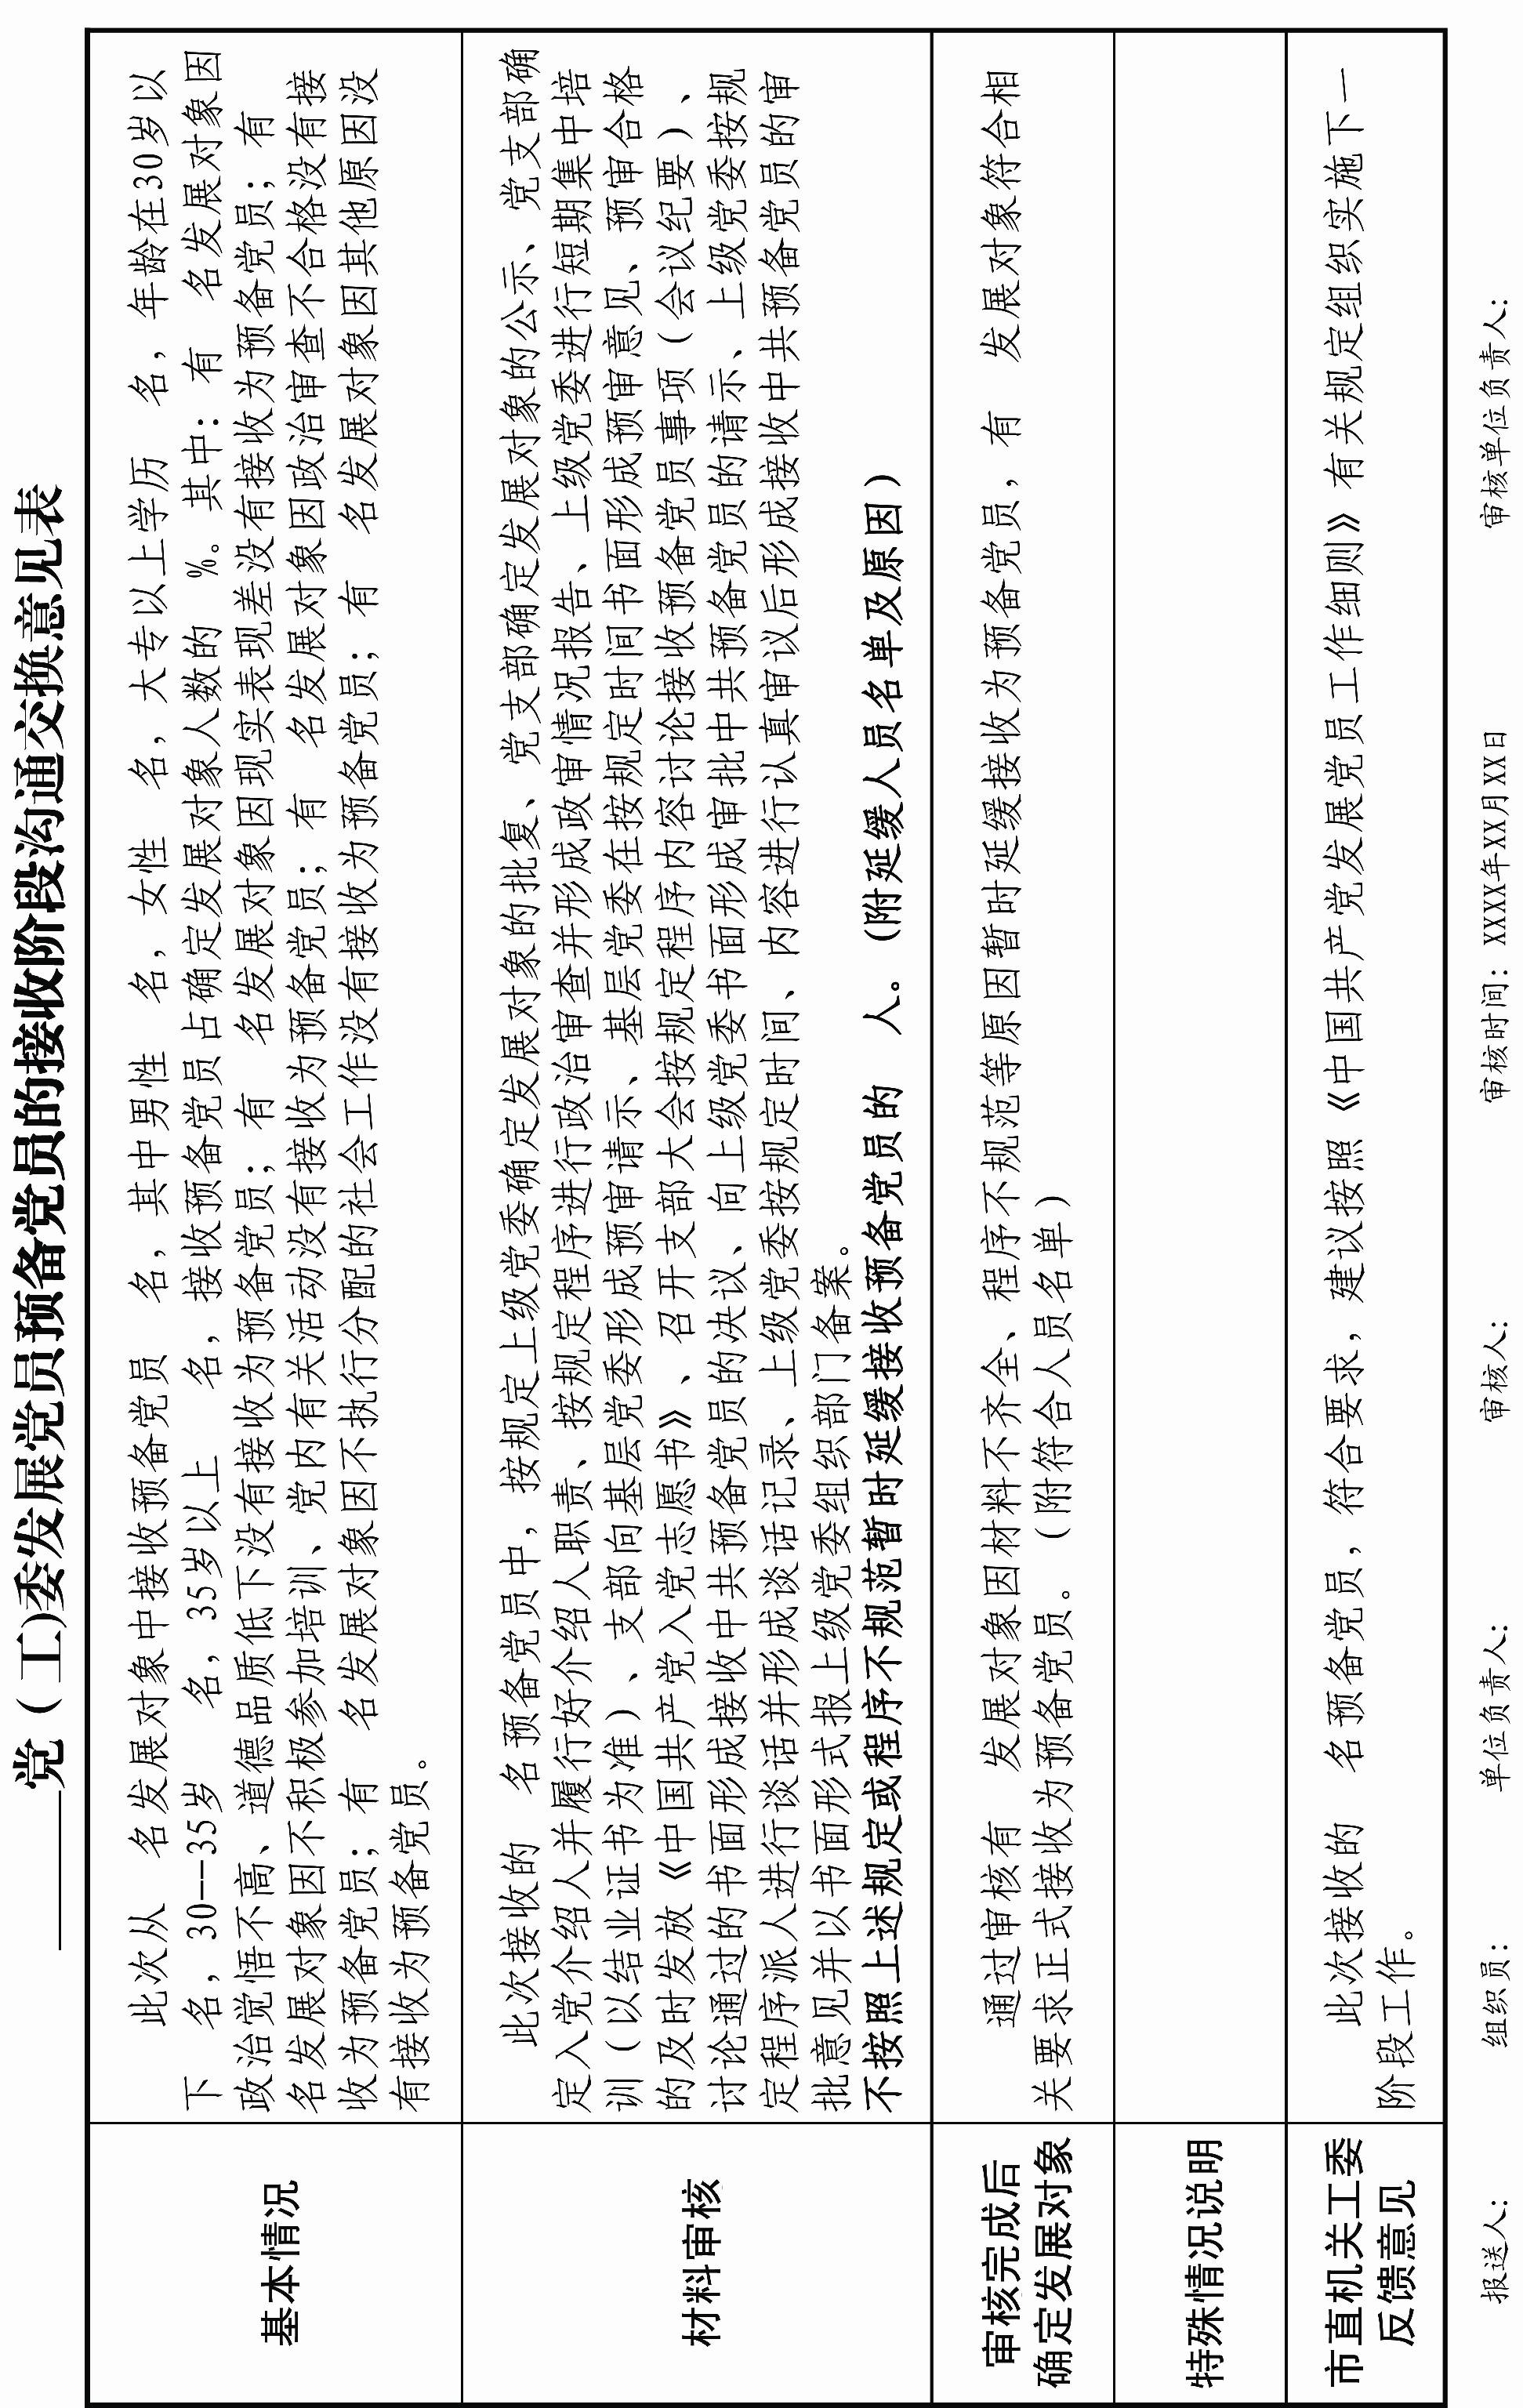 党（工)委发展党员预备党员的接收阶段沟通交换意见表
基本情况
此次从 名发展对象中接收预备党员 名，其中男性 名，女性 名，大专以上学历 名，年龄在30岁以
下 名，30--35岁 名，35岁以上 名，接收预备党员占确定发展对象人数的 %。其中：有 名发展对象因
政治觉悟不高、道德品质低下没有接收为预备党员；有 名发展对象因现实表现差没有接收为预备党员；有
名发展对象因不积极参加培训、党内有关活动没有接收为预备党员；有 名发展对象因政治审查不合格没有接
收为预备党员；有 名发展对象因不执行分配的社会工作没有接收为预备党员；有 名发展对象因其他原因没
有接收为预备党员。
材料审核
此次接收的 名预备党员中，按规定上级党委确定发展对象的批复、党支部确定发展对象的公示、党支部确
定入党介绍人并履行好介绍人职责、按规定程序进行政治审查并形成政审情况报告、上级党委进行短期集中培
训（以结业证书为准）、支部向基层党委形成预审请示、基层党委在按规定时间书面形成预审意见、预审合格
的及时发放《中国共产党入党志愿书》、召开支部大会按规定程序内容讨论接收预备党员事项（会议纪要）、
讨论通过的书面形成接收中共预备党员的决议、向上级党委书面形成审批中共预备党员的请示、上级党委按规
定程序派人进行谈话并形成谈话记录、上级党委按规定时间、内容进行认真审议后形成接收中共预备党员的审
批意见并以书面形式报上级党委组织部门备案。
不按照上述规定或程序不规范暂时延缓接收预备党员的 人。（附延缓人员名单及原因）
审核完成后
确定发展对象
通过审核有 发展对象因材料不齐全、程序不规范等原因暂时延缓接收为预备党员，有 发展对象符合相
关要求正式接收为预备党员。（附符合人员名单）
特殊情况说明
市直机关工委
反馈意见
此次接收的 名预备党员，符合要求，建议按照《中国共产党发展党员工作细则》有关规定组织实施下一
阶段工作。
报送人： 组织员： 单位负责人： 审核人： 审核时间：XXXX年XX月XX日 审核单位负责人：